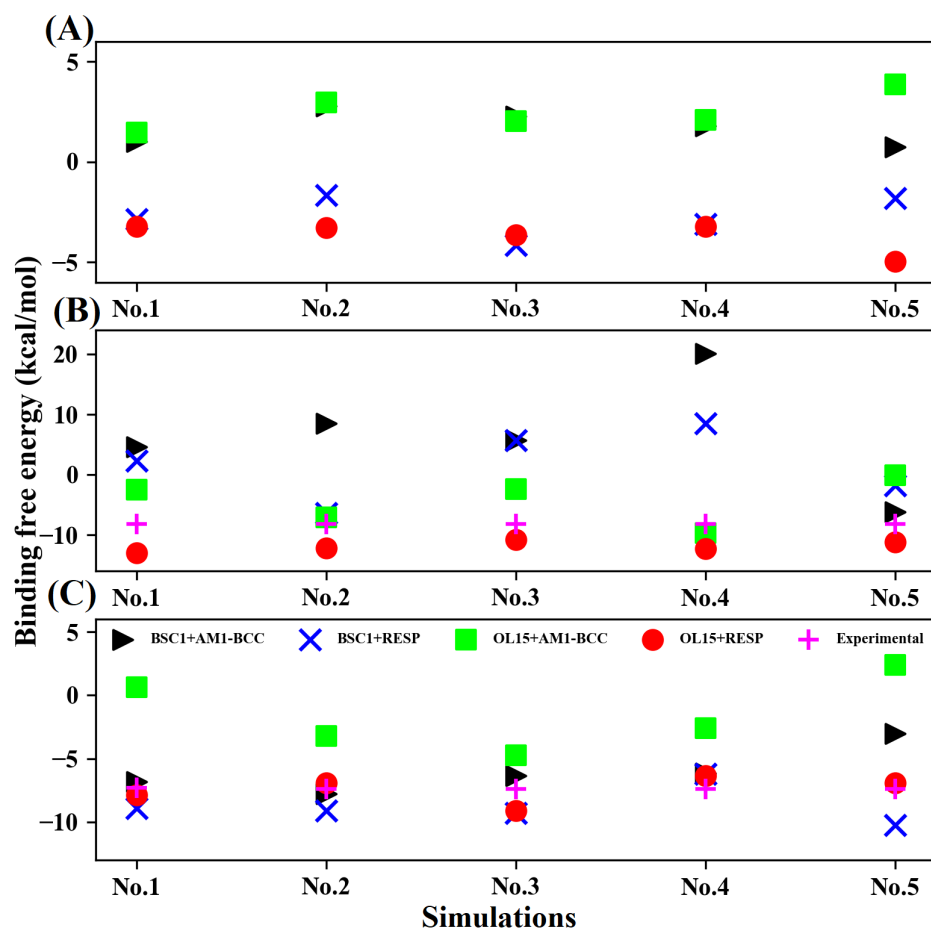 (A)
5
0
−5
No.1 No.2 No.3 No.4 No.5
(B)
20
10
0
−10
No.1 No.2 No.3 No.4 No.5
(C)
5
BSC1+AM1-BCC BSC1+RESP OL15+AM1-BCC OL15+RESP Experimental
0
−5
−10
No.1 No.2 No.3 No.4 No.5
Simulations
Binding free energy (kcal/mol)